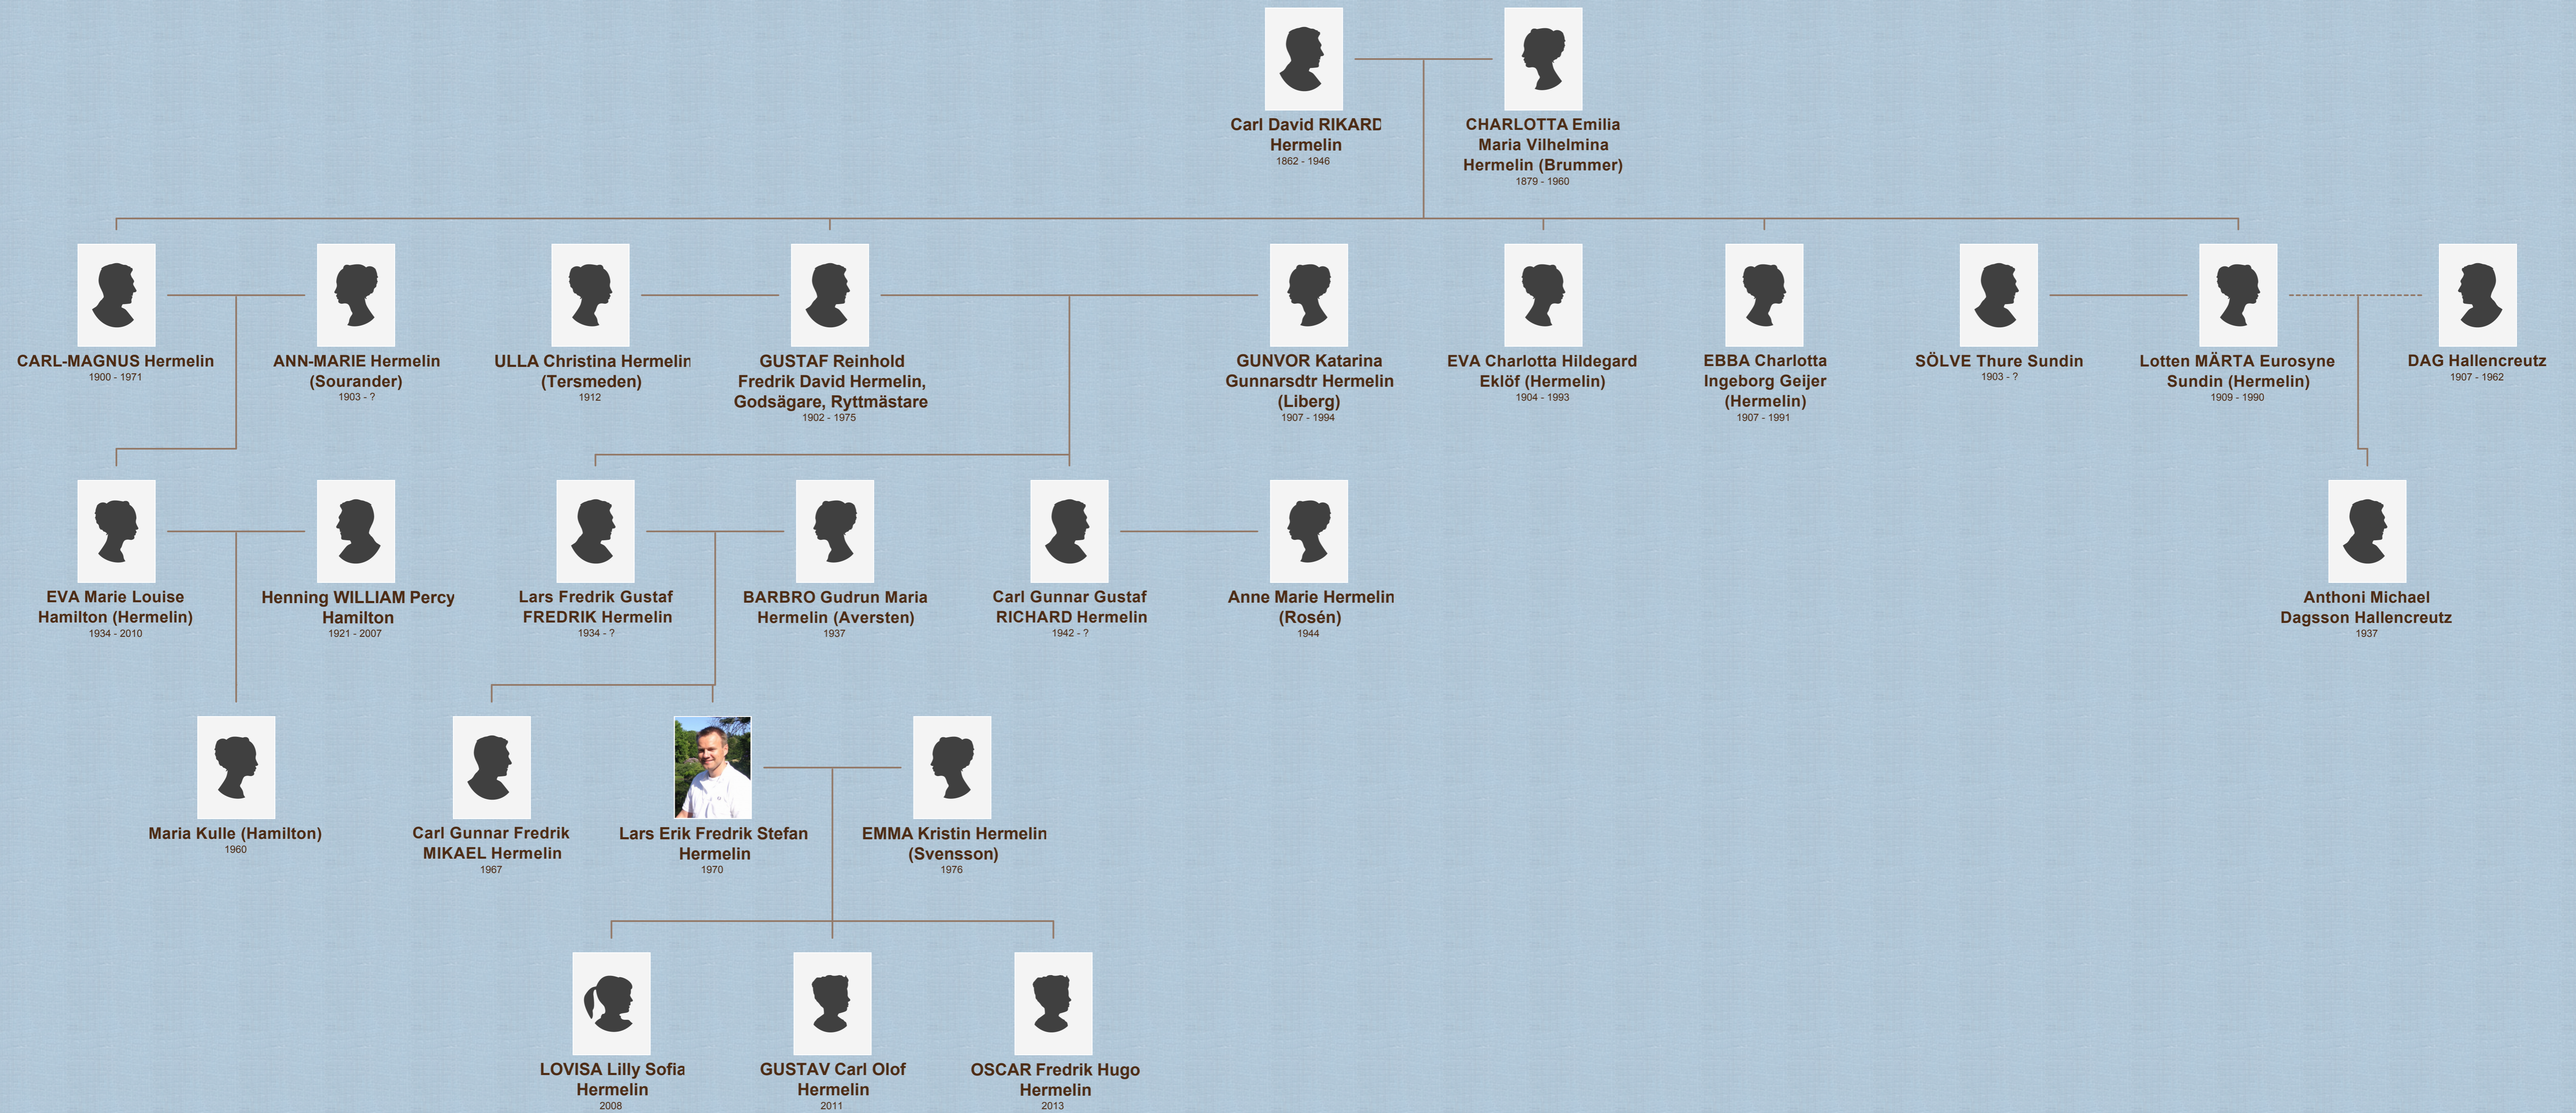 Carl David RIKARD
Hermelin
1862 - 1946
CHARLOTTA Emilia
Maria Vilhelmina
Hermelin (Brummer)
1879 - 1960
CARL-MAGNUS Hermelin
1900 - 1971
ANN-MARIE Hermelin
(Sourander)
1903 - ?
ULLA Christina Hermelin
(Tersmeden)
1912
GUSTAF Reinhold
Fredrik David Hermelin,
Godsägare, Ryttmästare
1902 - 1975
GUNVOR Katarina
Gunnarsdtr Hermelin
(Liberg)
1907 - 1994
EVA Charlotta Hildegard
Eklöf (Hermelin)
1904 - 1993
EBBA Charlotta
Ingeborg Geijer
(Hermelin)
1907 - 1991
SÖLVE Thure Sundin
1903 - ?
Lotten MÄRTA Eurosyne
Sundin (Hermelin)
1909 - 1990
DAG Hallencreutz
1907 - 1962
EVA Marie Louise
Hamilton (Hermelin)
1934 - 2010
Henning WILLIAM Percy
Hamilton
1921 - 2007
Lars Fredrik Gustaf
FREDRIK Hermelin
1934 - ?
BARBRO Gudrun Maria
Hermelin (Aversten)
1937
Carl Gunnar Gustaf
RICHARD Hermelin
1942 - ?
Anne Marie Hermelin
(Rosén)
1944
Anthoni Michael
Dagsson Hallencreutz
1937
Maria Kulle (Hamilton)
1960
Carl Gunnar Fredrik
MIKAEL Hermelin
1967
Lars Erik Fredrik Stefan
Hermelin
1970
EMMA Kristin Hermelin
(Svensson)
1976
LOVISA Lilly Sofia
Hermelin
2008
GUSTAV Carl Olof
Hermelin
2011
OSCAR Fredrik Hugo
Hermelin
2013